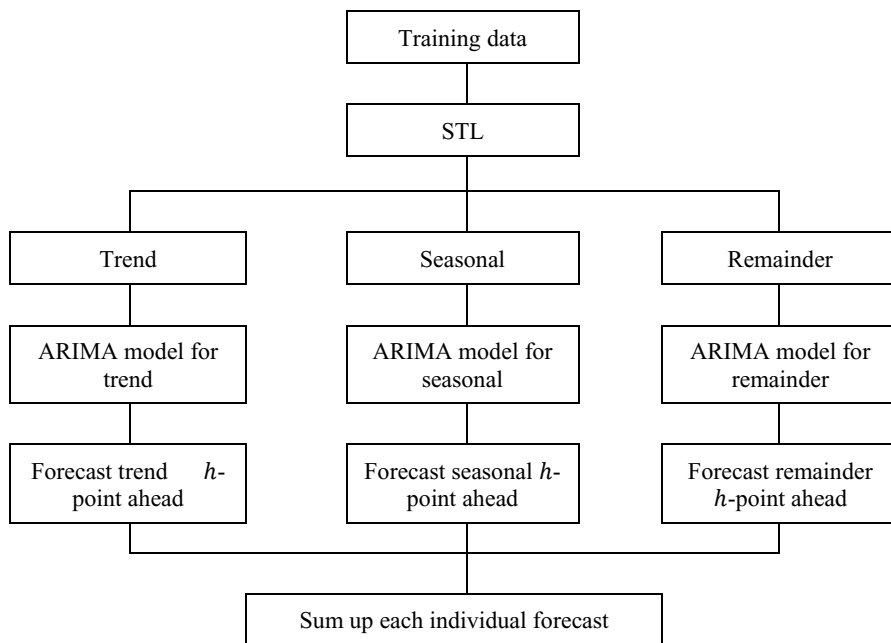 Training data
STL
Trend
Seasonal
Remainder
ARIMA model for
trend
ARIMA model for
seasonal
ARIMA model for
remainder
Forecast trend h-
point ahead
Forecast seasonal h-
point ahead
Forecast remainder
h-point ahead
Sum up each individual forecast